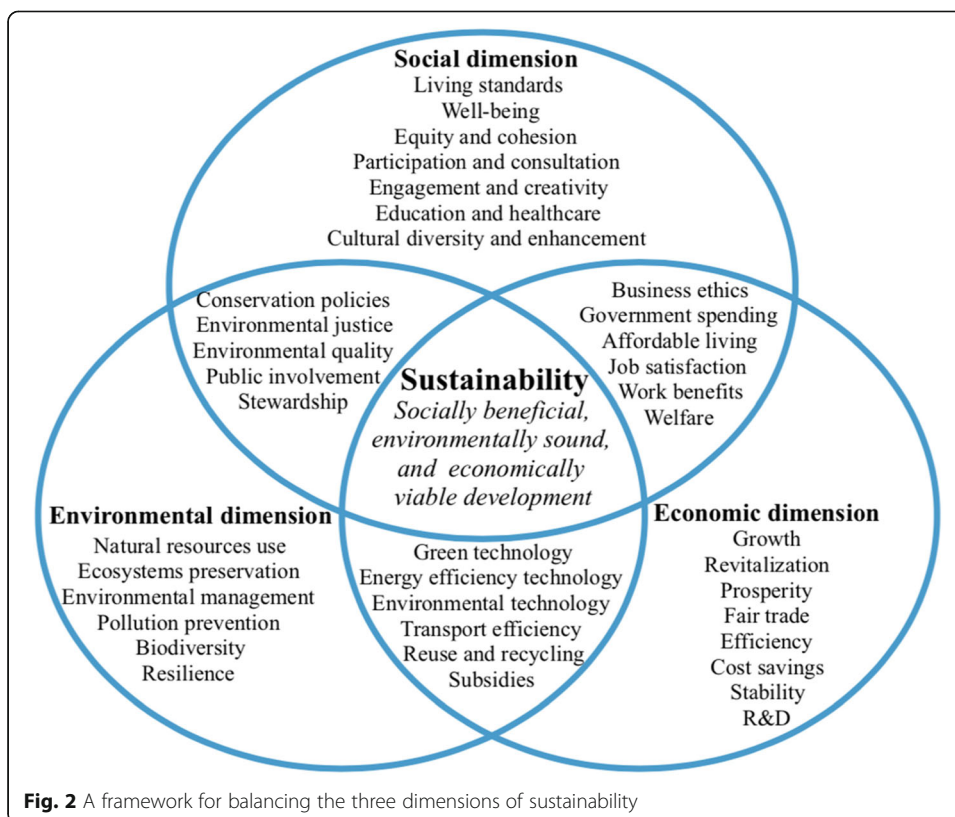 Social dimension
Living standards
Well-being
Equity and cohesion
Participation and consultation
Engagement and creativity
Education and healthcare
Cultural diversity and enhancement
Conservation policies
Environmental justice
Environmental quality
Public involvement
Stewardship
Business ethics
Government spending
Affordable living
Job satisfaction
Work benefits
Welfare
Sustainability
Socially beneficial,
environmentally sound,
and economically
viable development
Environmental dimension
Natural resources use
Ecosystems preservation
Environmental management
Pollution prevention
Biodiversity
Resilience
Green technology
Energy efficiency technology
Environmental technology
Transport efficiency
Reuse and recycling
Subsidies
Economic dimension
Growth
Revitalization
Prosperity
Fair trade
Efficiency
Cost savings
Stability
R&D
Fig. 2 A framework for balancing the three dimensions of sustainability